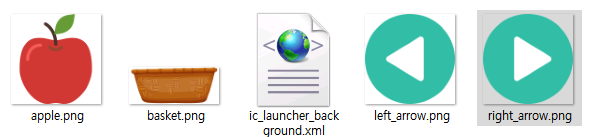 apple.png
basket.png
ic_launcher_back
ground.xml
left_arrow.png
right_arrow.png